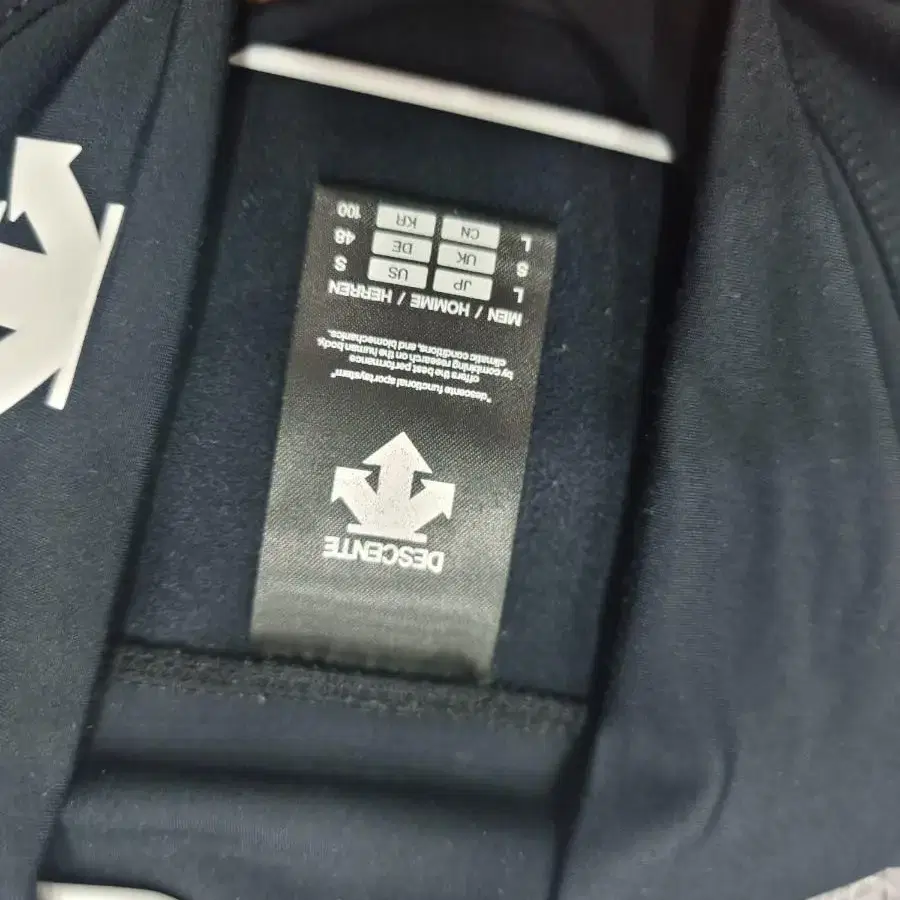 DESCENTE
"descente functional sportsystem"
offers the best performance
by combining research on the human body,
climatic conditions, and biomechanics.
MEN / HOMME / HERREN
L JP US S
S UK DE 48
L CN KR 100